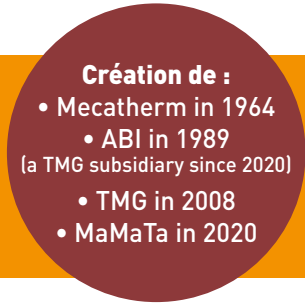 Création de :
• Mecatherm in 1964
• ABI in 1989
(a TMG subsidiary since 2020)
• TMG in 2008
• MaMaTa in 2020